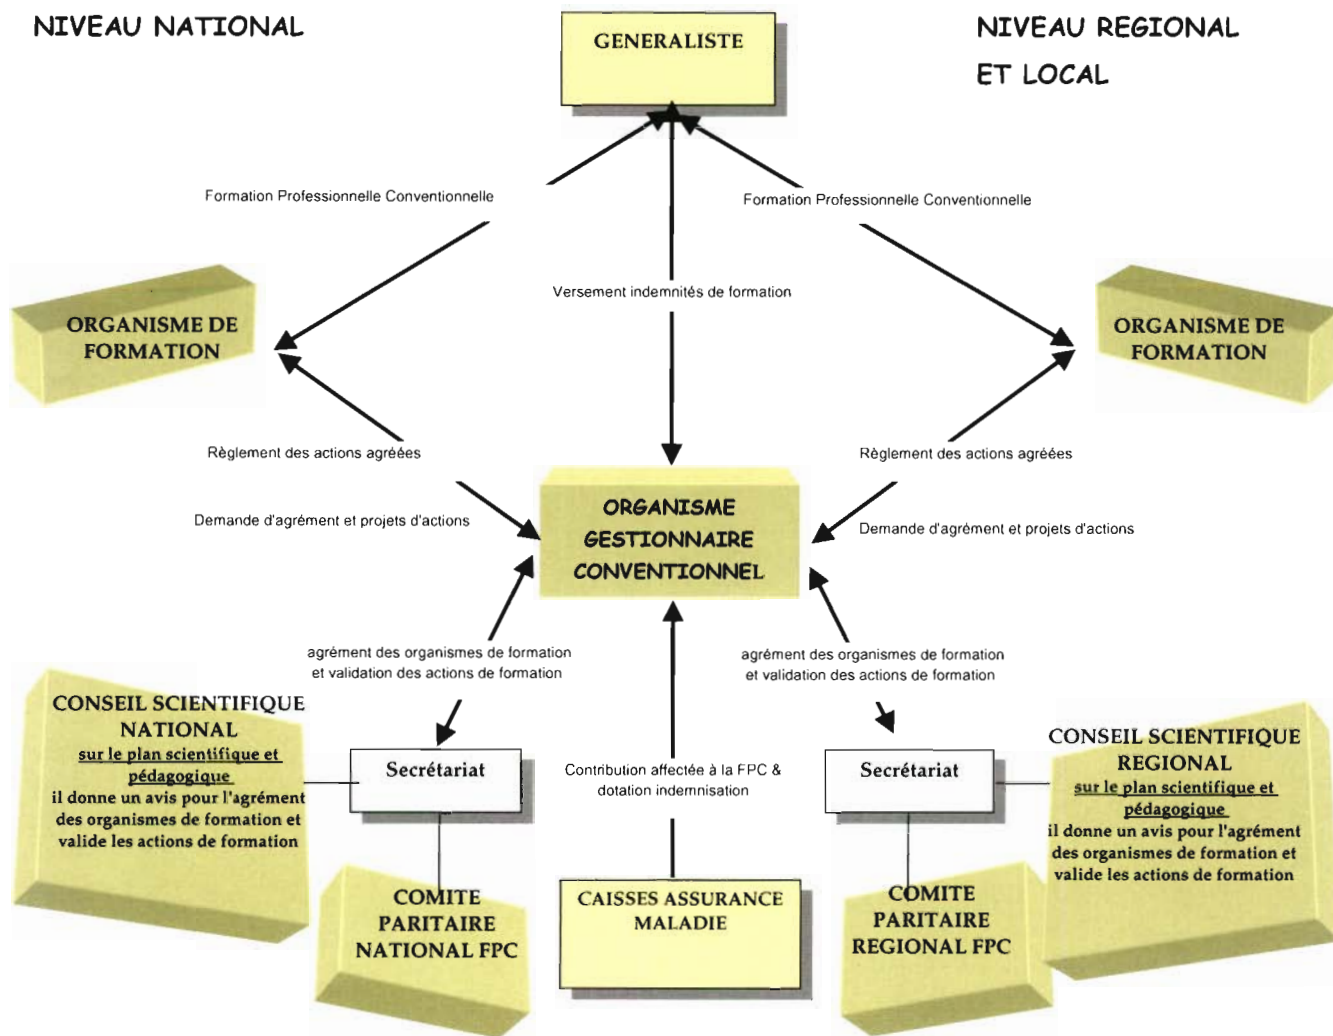 NIVEAU NATIONAL
GENERALISTE
NIVEAU REGIONAL
ET LOCAL
Formation Professionnelle Conventionnelle
Formation Professionnelle Conventionnelle
Versement indemnités de formation
ORGANISME DE
FORMATION
ORGANISME DE
FORMATION
Règlement des actions agréées
Règlement des actions agréées
Demande d'agrément et projets d'actions
Demande d'agrément et projets d'actions
ORGANISME
GESTIONNAIRE
CONVENTIONNEL
agrément des organismes de formation
et validation des actions de formation
agrément des organismes de formation
et validation des actions de formation
CONSEIL SCIENTIFIQUE
NATIONAL
sur le plan scientifique et
pédagogique
il donne un avis pour l'agrément
des organismes de formation et
valide les actions de formation
Secrétariat
Contribution affectée à la FPC &
dotation indemnisation
Secrétariat
CONSEIL SCIENTIFIQUE
REGIONAL
sur le plan scientifique et
pédagogique
il donne un avis pour l'agrément
des organismes de formation et
valide les actions de formation
COMITE
PARITAIRE
NATIONAL FPC
CAISSES ASSURANCE
MALADIE
COMITE
PARITAIRE
REGIONAL FPC